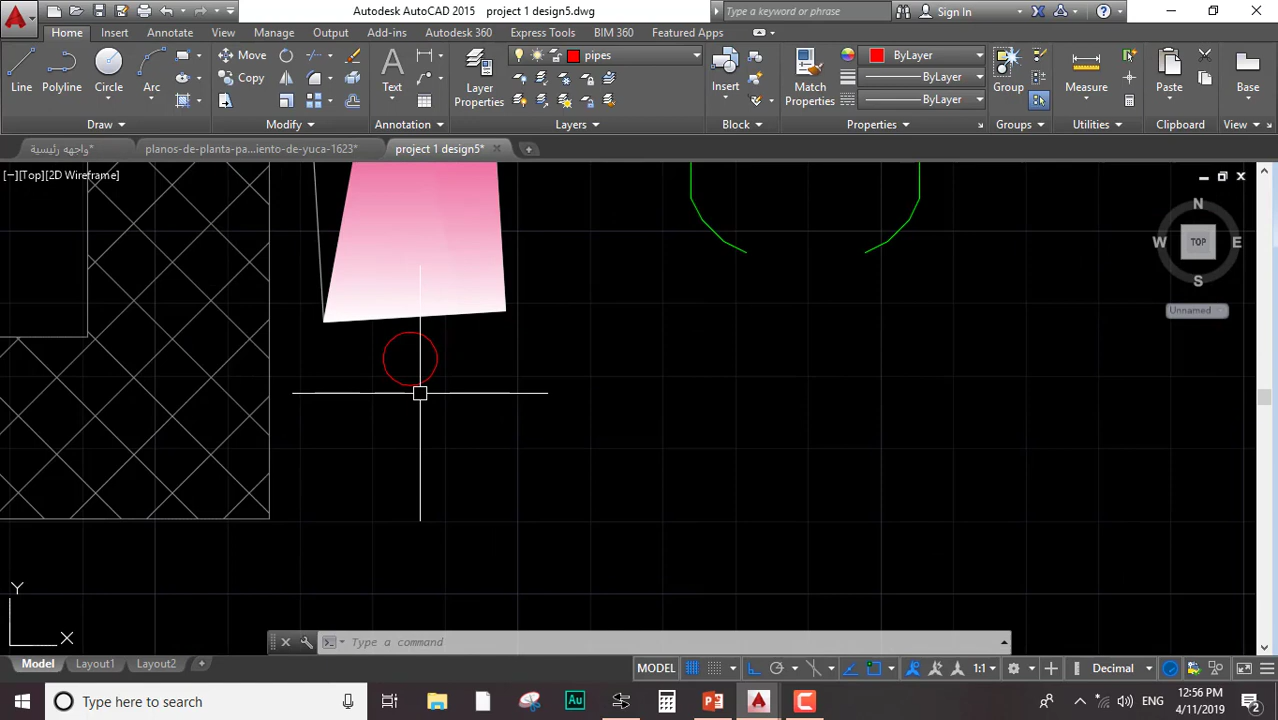 Autodesk AutoCAD 2015 project 1 design5.dwg
Type a keyword or phrase
Sign In
Home Insert Annotate View Manage Output Add-ins Autodesk 360 Express Tools BIM 360 Featured Apps
Line Polyline Circle Arc
Move
Copy
Text
Layer Properties
pipes
Insert
Match Properties
ByLayer
ByLayer
ByLayer
Group
Measure
Paste
Base
Draw Modify Annotation Layers Block Properties Groups Utilities Clipboard View
واجهه رئيسية*
planos-de-planta-pa...iento-de-yuca-1623*
project 1 design5*
[−][Top][2D Wireframe]
N
W TOP E
S
Unnamed
Y
X
Type a command
Model Layout1 Layout2
MODEL
1:1
Decimal
Type here to search
Au
ENG
12:56 PM
4/11/2019
2